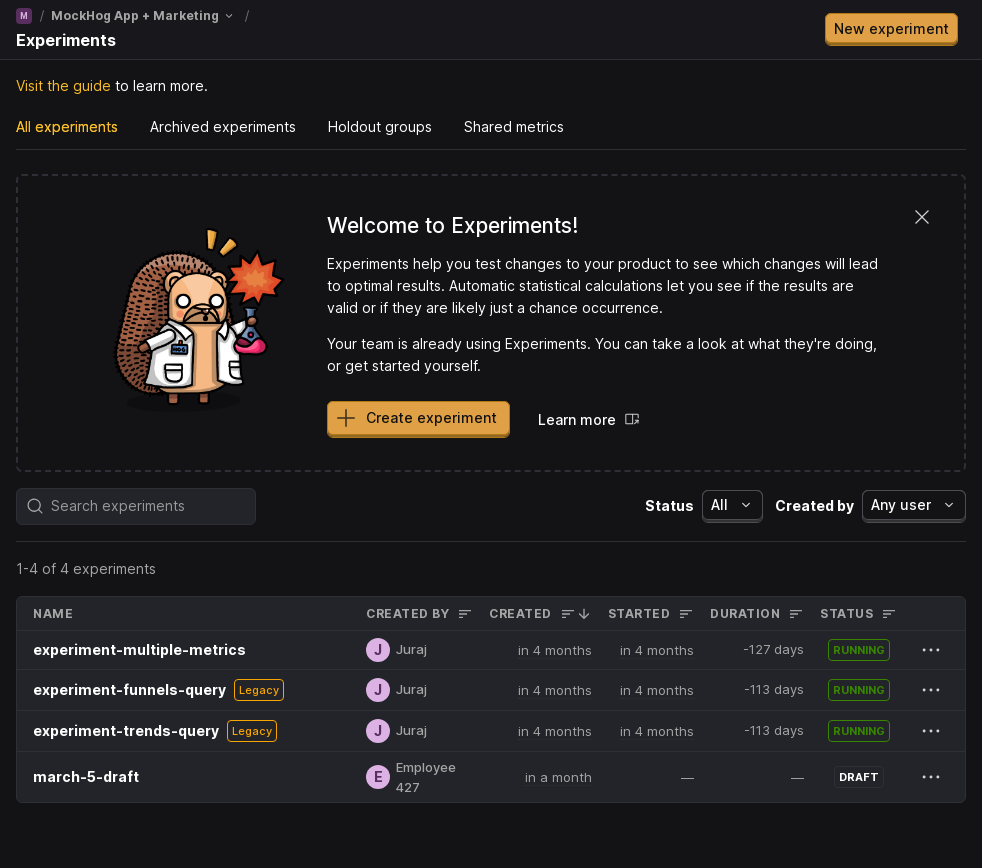 M / MockHog App + Marketing /
Experiments
New experiment
Visit the guide to learn more.
All experiments Archived experiments Holdout groups Shared metrics
Welcome to Experiments!
Experiments help you test changes to your product to see which changes will lead
to optimal results. Automatic statistical calculations let you see if the results are
valid or if they are likely just a chance occurrence.
Your team is already using Experiments. You can take a look at what they're doing,
or get started yourself.
Create experiment Learn more
Search experiments Status All Created by Any user
1-4 of 4 experiments
NAME CREATED BY CREATED STARTED DURATION STATUS
experiment-multiple-metrics J Juraj in 4 months in 4 months -127 days RUNNING
experiment-funnels-query Legacy J Juraj in 4 months in 4 months -113 days RUNNING
experiment-trends-query Legacy J Juraj in 4 months in 4 months -113 days RUNNING
march-5-draft E Employee 427 in a month — — DRAFT